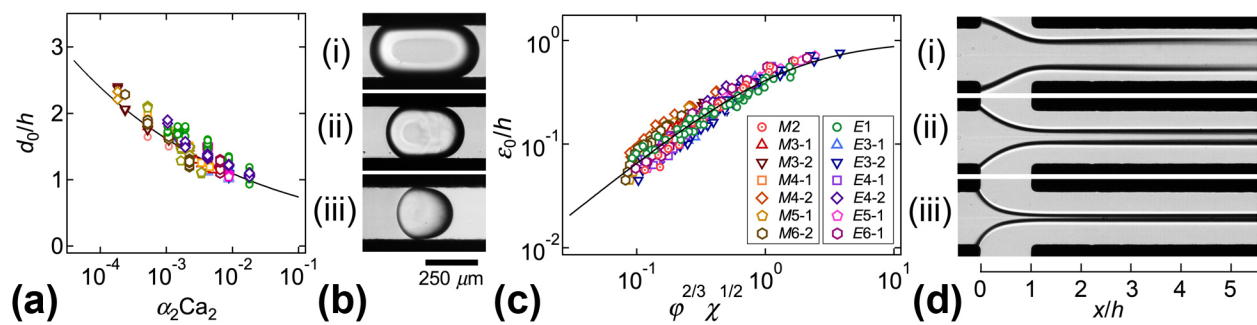 3
2
1
0
d₀/h
10⁻⁴
10⁻³
10⁻²
10⁻¹
α₂Ca₂
(a)
(i)
(ii)
(iii)
250 μm
(b)
10⁰
10⁻¹
10⁻²
ε₀/h
M2
M3-1
M3-2
M4-1
M4-2
M5-1
M6-2
E1
E3-1
E3-2
E4-1
E4-2
E5-1
E6-1
10⁻¹
10⁰
10¹
φ²ᐟ³ χ¹ᐟ²
(c)
(i)
(ii)
(iii)
0
1
2
3
4
5
x/h
(d)